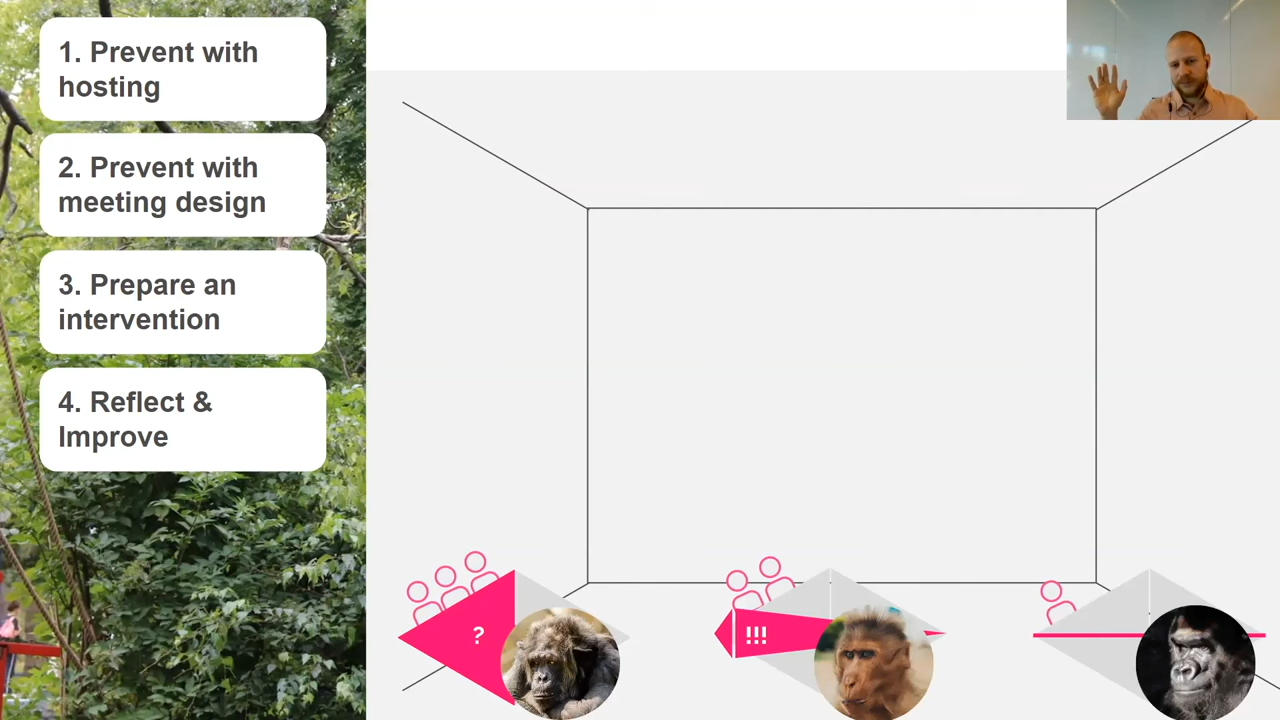 1. Prevent with
hosting
2. Prevent with
meeting design
3. Prepare an
intervention
4. Reflect &
Improve
?
!!!